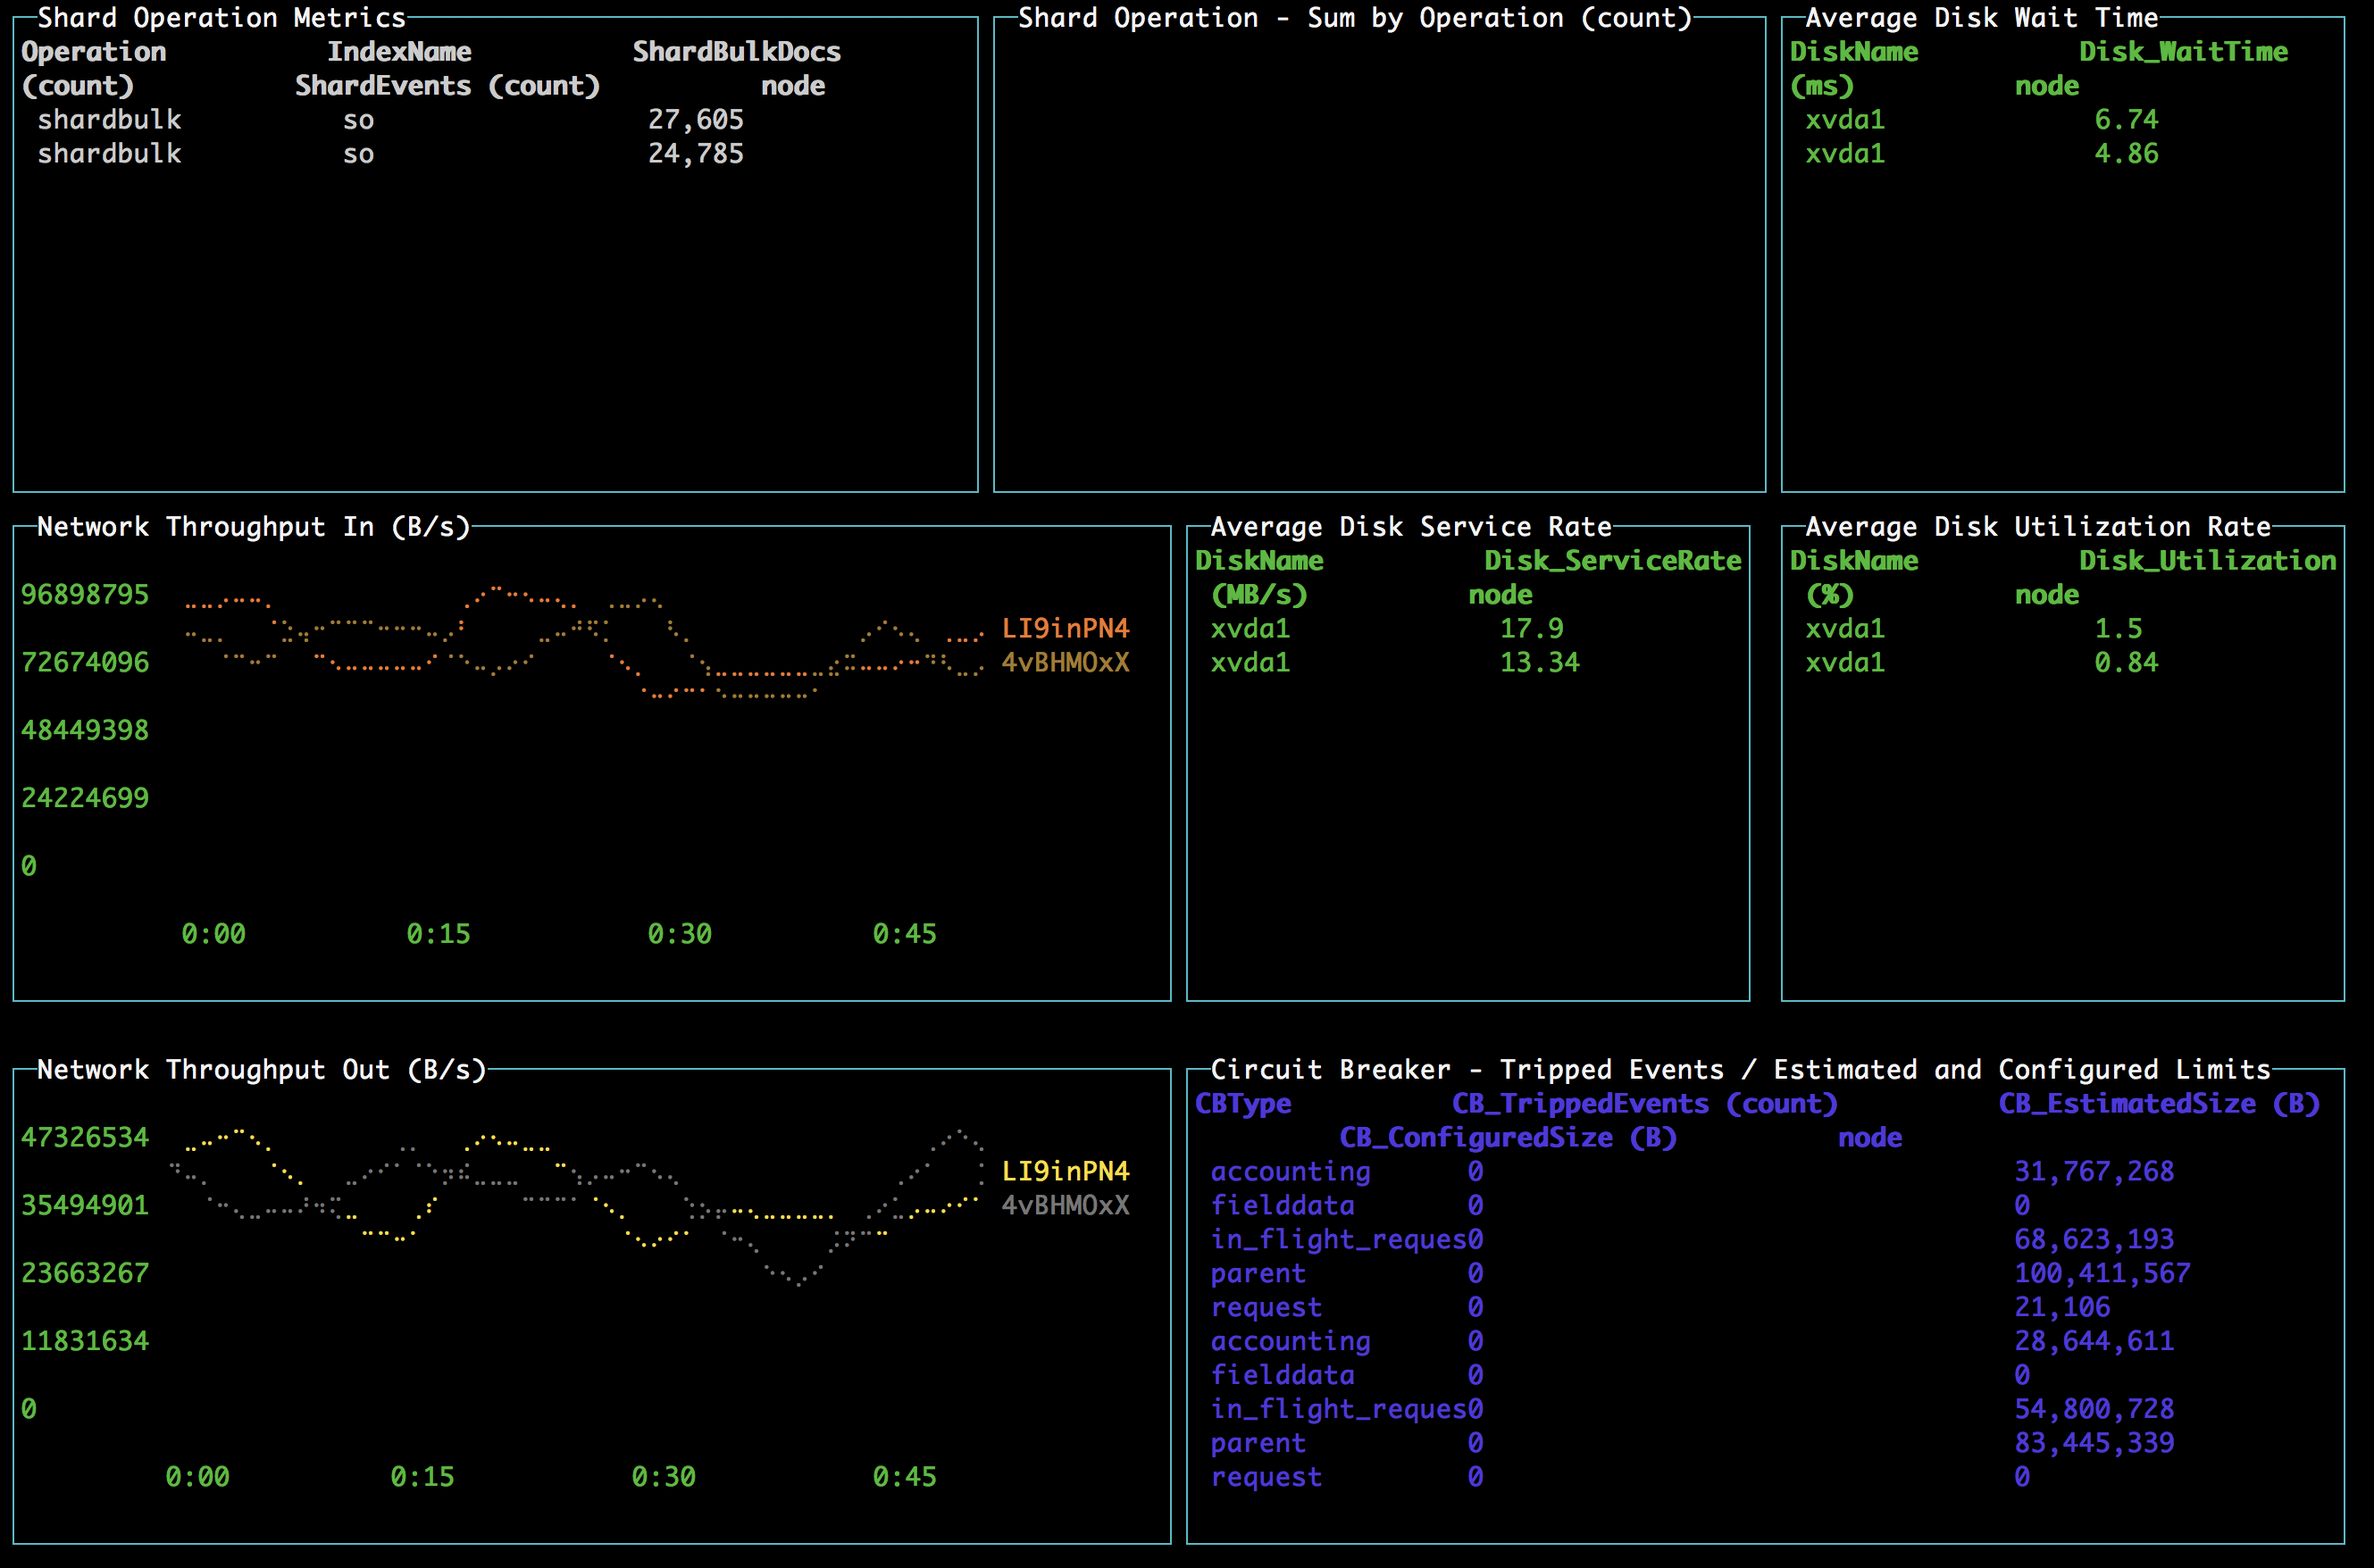 Shard Operation Metrics
Operation IndexName ShardBulkDocs
(count) ShardEvents (count) node
shardbulk so 27,605
shardbulk so 24,785
Shard Operation - Sum by Operation (count)
Average Disk Wait Time
DiskName Disk_WaitTime
(ms) node
xvda1 6.74
xvda1 4.86
Network Throughput In (B/s)
96898795
LI9inPN4
72674096 4vBHMOxX
48449398
24224699
0
0:00 0:15 0:30 0:45
Average Disk Service Rate
DiskName Disk_ServiceRate
(MB/s) node
xvda1 17.9
xvda1 13.34
Average Disk Utilization Rate
DiskName Disk_Utilization
(%) node
xvda1 1.5
xvda1 0.84
Network Throughput Out (B/s)
47326534
LI9inPN4
35494901 4vBHMOxX
23663267
11831634
0
0:00 0:15 0:30 0:45
Circuit Breaker - Tripped Events / Estimated and Configured Limits
CBType CB_TrippedEvents (count) CB_EstimatedSize (B)
CB_ConfiguredSize (B) node
accounting 0 31,767,268
fielddata 0 0
in_flight_reques0 68,623,193
parent 0 100,411,567
request 0 21,106
accounting 0 28,644,611
fielddata 0 0
in_flight_reques0 54,800,728
parent 0 83,445,339
request 0 0